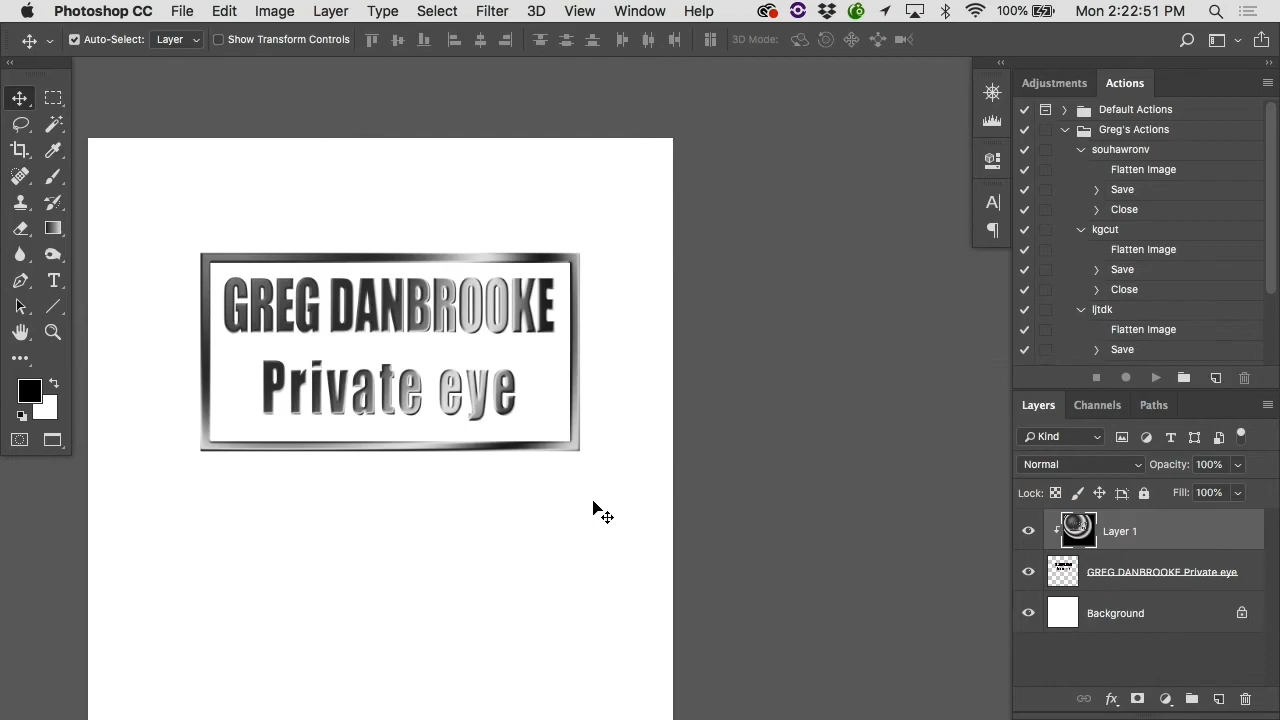 Photoshop CC File Edit Image Layer Type Select Filter 3D View Window Help 100% Mon 2:22:51 PM
Auto-Select: Layer Show Transform Controls 3D Mode:
Adjustments Actions
Default Actions
Greg's Actions
souhawronv
Flatten Image
Save
Close
kgcut
Flatten Image
Save
Close
ljtdk
Flatten Image
Save
GREG DANBROOKE
Private eye
Layers Channels Paths
Kind
Normal Opacity: 100%
Lock: Fill: 100%
Layer 1
GREG DANBROOKE Private eye
Background